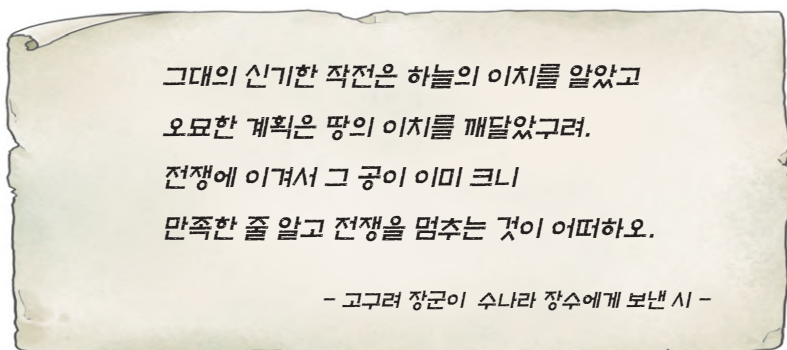 그대의 신기한 작전은 하늘의 이치를 알았고
오묘한 계획은 땅의 이치를 깨달았구려.
전쟁에 이겨서 그 공이 이미 크니
만족한 줄 알고 전쟁을 멈추는 것이 어떠하오.
- 고구려 장군이 수나라 장수에게 보낸 시 -